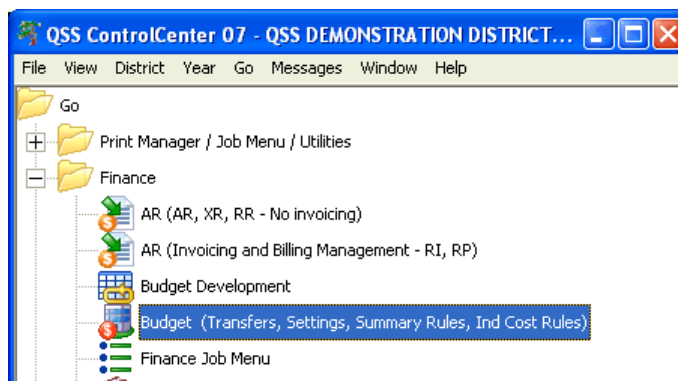 QSS ControlCenter 07 - QSS DEMONSTRATION DISTRICT...
File View District Year Go Messages Window Help
Go
Print Manager / Job Menu / Utilities
Finance
AR (AR, XR, RR - No invoicing)
AR (Invoicing and Billing Management - RI, RP)
Budget Development
Budget (Transfers, Settings, Summary Rules, Ind Cost Rules)
Finance Job Menu